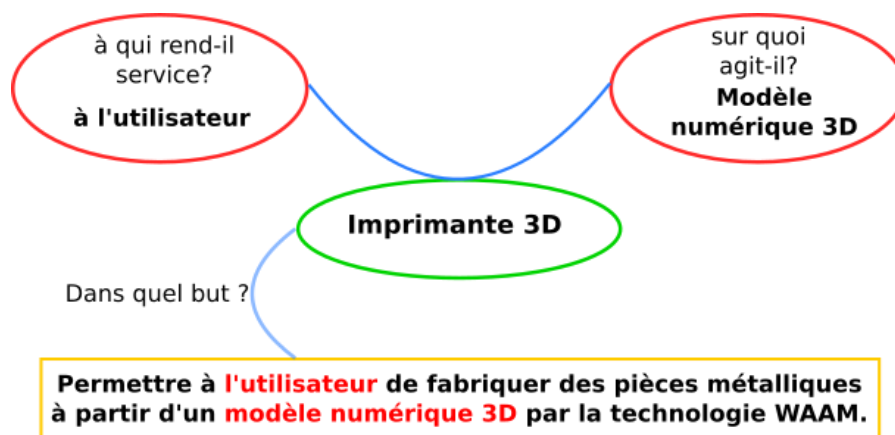 à qui rend-il
service?
à l'utilisateur
sur quoi
agit-il?
Modèle
numérique 3D
Imprimante 3D
Dans quel but ?
Permettre à l'utilisateur de fabriquer des pièces métalliques
à partir d'un modèle numérique 3D par la technologie WAAM.